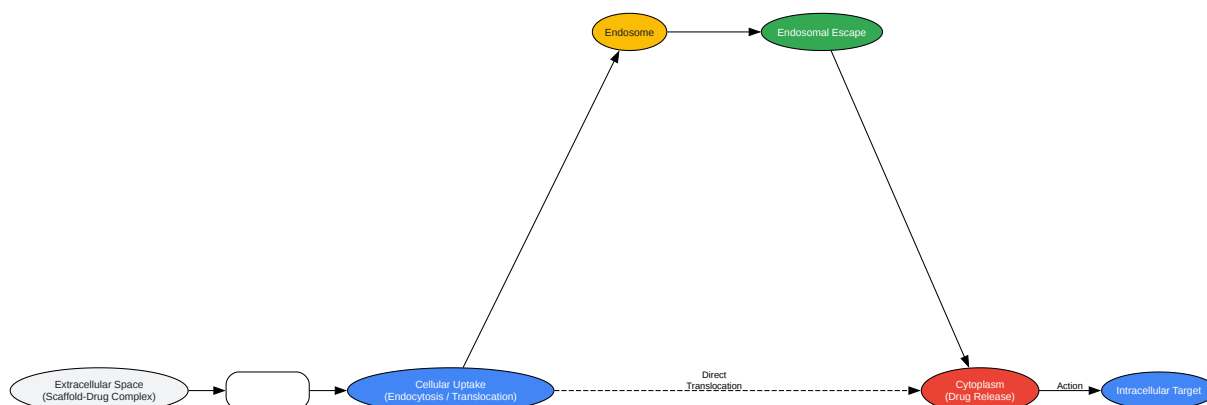 Endosome
Endosomal Escape
Extracellular Space
(Scaffold-Drug Complex)
Cellular Uptake
(Endocytosis / Translocation)
Direct
Translocation
Cytoplasm
(Drug Release)
Action
Intracellular Target